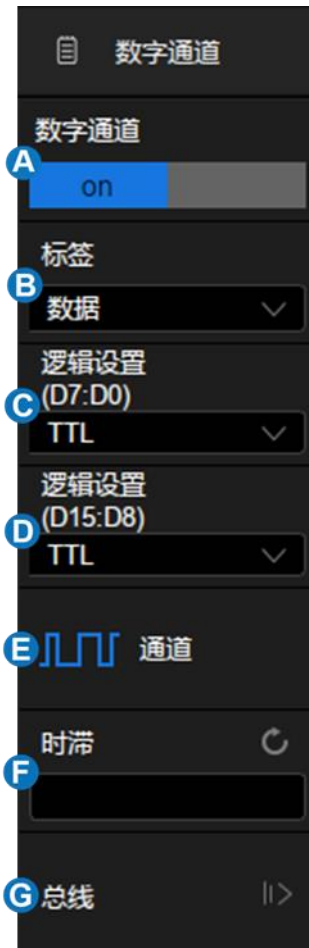 数字通道
数字通道
A
on
标签
B
数据
逻辑设置
C
(D7:D0)
TTL
逻辑设置
(D15:D8)
D
TTL
E
通道
时滞
F
G
总线